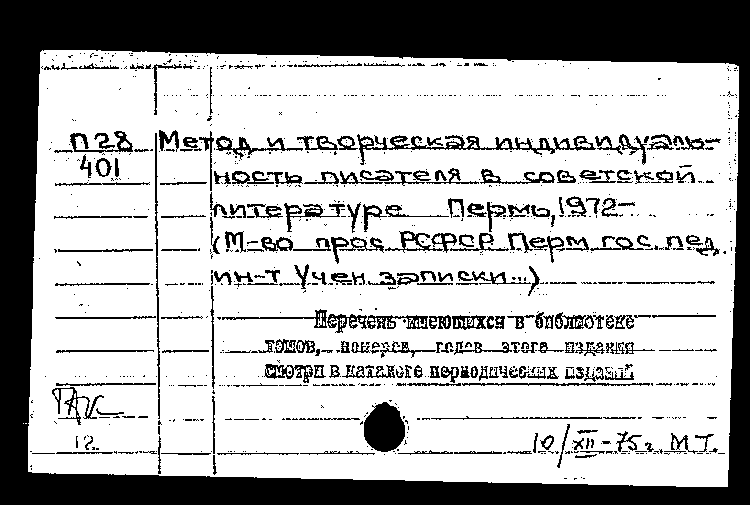 П28 Метод и творческая индивидуаль-
401 ность писателя в советской
литературе Пермь, 1972-
(М-во прос РСФСР Перм. гос. пед.
ин-т Учен. записки...)
Перечень имеющихся в библиотеке
томов, номеров, годов этого издания
смотри в каталоге периодических изданий
12.
10/XII-75г. М Т.